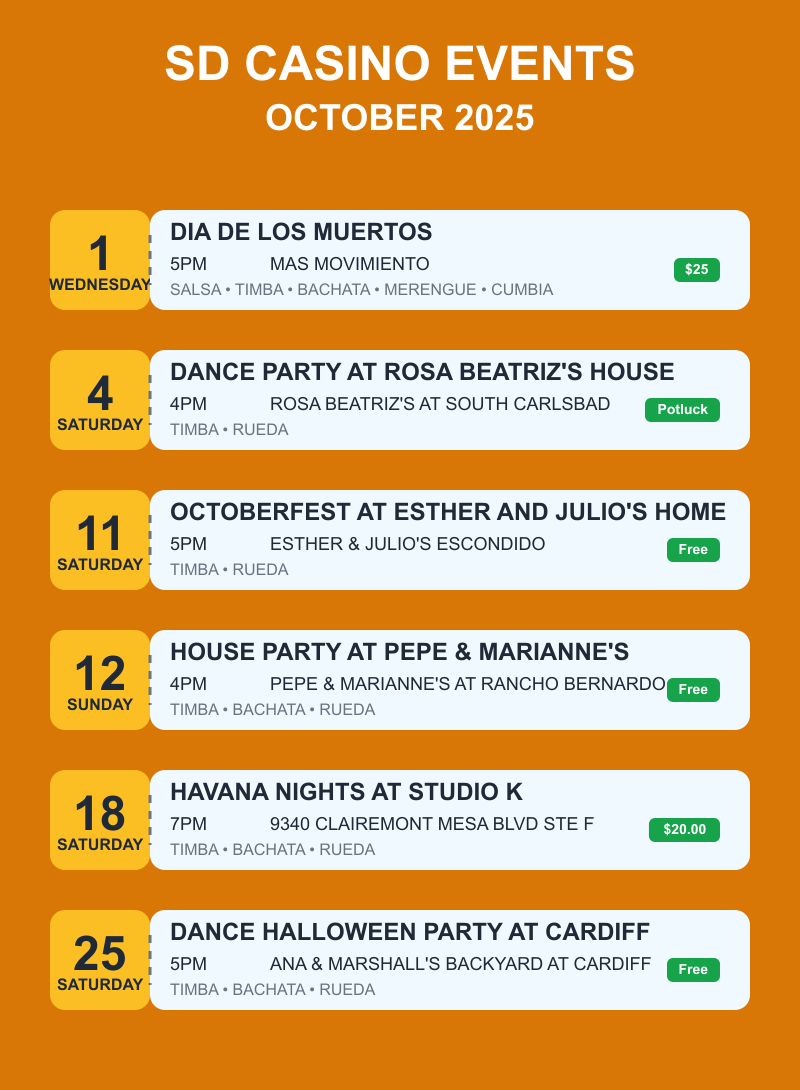 SD CASINO EVENTS
OCTOBER 2025
1
WEDNESDAY
DIA DE LOS MUERTOS
5PM MAS MOVIMIENTO
$25
SALSA • TIMBA • BACHATA • MERENGUE • CUMBIA
4
SATURDAY
DANCE PARTY AT ROSA BEATRIZ'S HOUSE
4PM ROSA BEATRIZ'S AT SOUTH CARLSBAD
Potluck
TIMBA • RUEDA
11
SATURDAY
OCTOBERFEST AT ESTHER AND JULIO'S HOME
5PM ESTHER & JULIO'S ESCONDIDO
Free
TIMBA • RUEDA
12
SUNDAY
HOUSE PARTY AT PEPE & MARIANNE'S
4PM PEPE & MARIANNE'S AT RANCHO BERNARDO
Free
TIMBA • BACHATA • RUEDA
18
SATURDAY
HAVANA NIGHTS AT STUDIO K
7PM 9340 CLAIREMONT MESA BLVD STE F
$20.00
TIMBA • BACHATA • RUEDA
25
SATURDAY
DANCE HALLOWEEN PARTY AT CARDIFF
5PM ANA & MARSHALL'S BACKYARD AT CARDIFF
Free
TIMBA • BACHATA • RUEDA